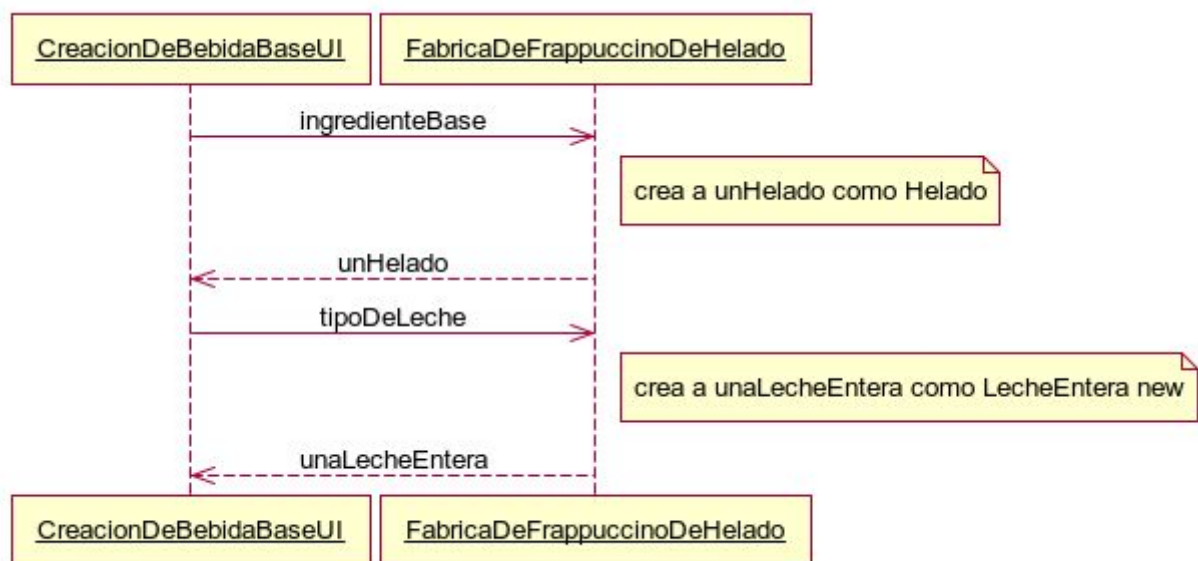 CreacionDeBebidaBaseUI
FabricaDeFrappuccinoDeHelado
ingredienteBase
crea a unHelado como Helado
unHelado
tipoDeLeche
crea a unaLecheEntera como LecheEntera new
unaLecheEntera
CreacionDeBebidaBaseUI
FabricaDeFrappuccinoDeHelado